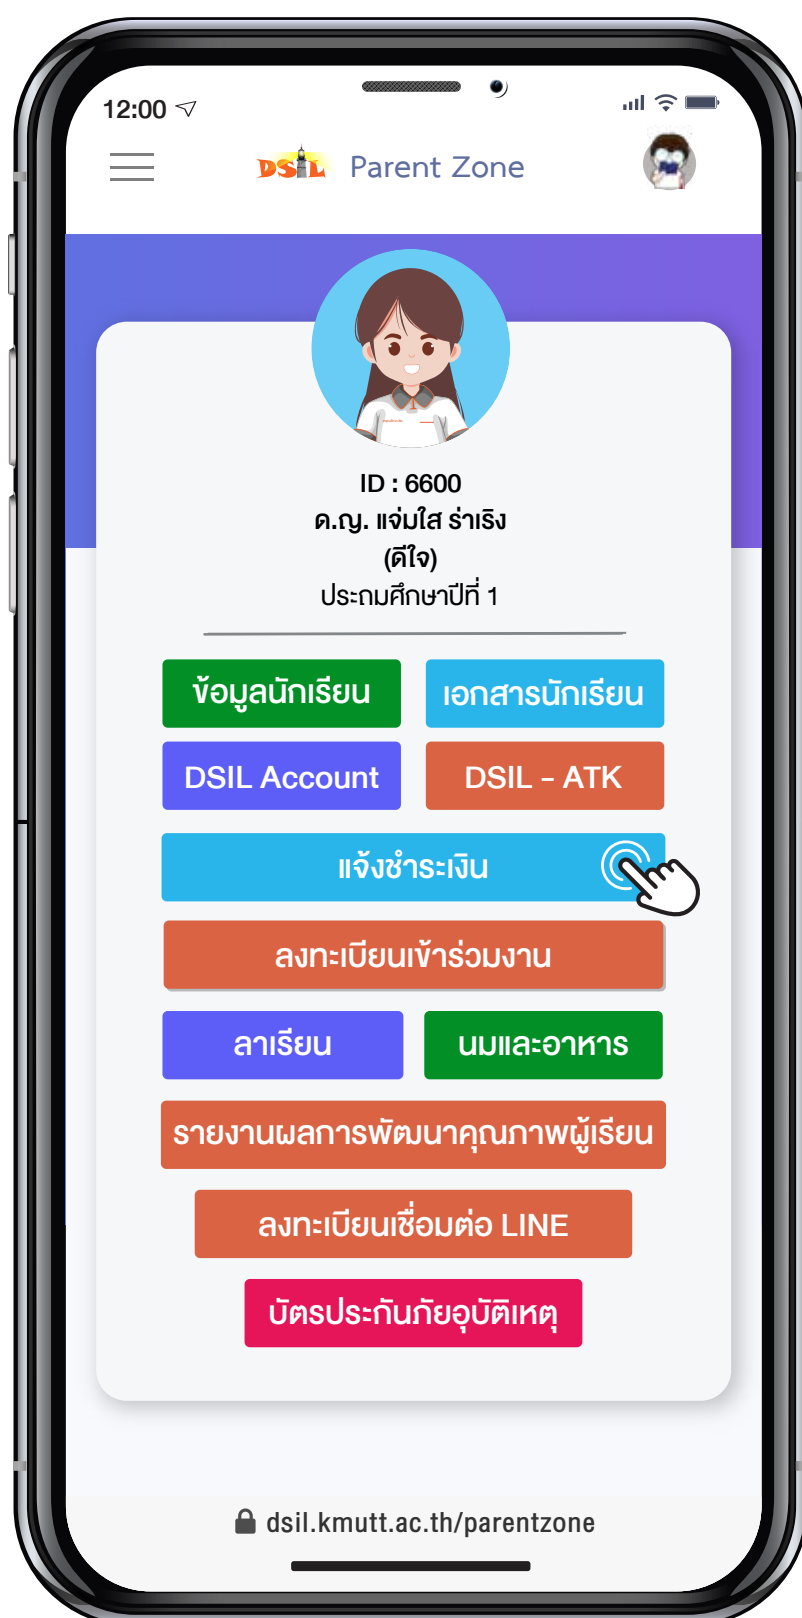 12:00
DSIL Parent Zone
ID : 6600
ด.ญ. แจ่มใส ร่าเริง
(ดีใจ)
ประถมศึกษาปีที่ 1
ข้อมูลนักเรียน เอกสารนักเรียน
DSIL Account DSIL - ATK
แจ้งชำระเงิน
ลงทะเบียนเข้าร่วมงาน
ลาเรียน นมและอาหาร
รายงานผลการพัฒนาคุณภาพผู้เรียน
ลงทะเบียนเชื่อมต่อ LINE
บัตรประกันภัยอุบัติเหตุ
dsil.kmutt.ac.th/parentzone